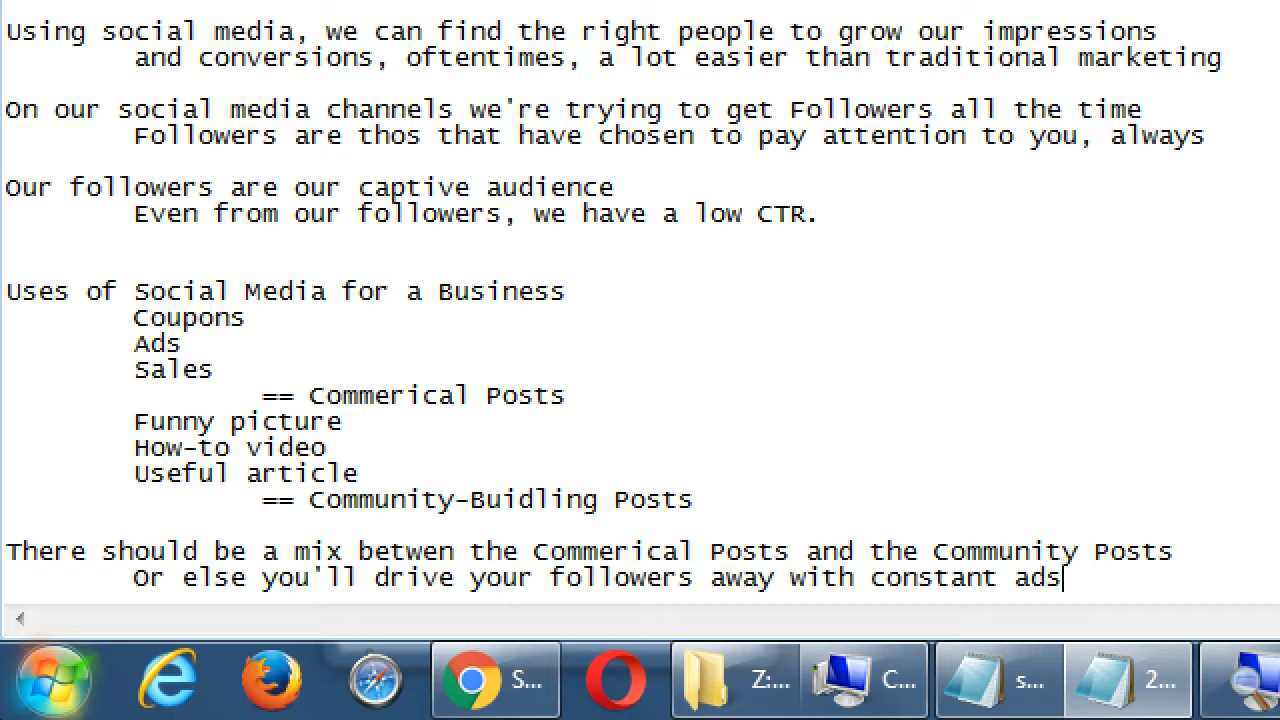 Using social media, we can find the right people to grow our impressions
and conversions, oftentimes, a lot easier than traditional marketing
On our social media channels we're trying to get Followers all the time
Followers are thos that have chosen to pay attention to you, always
Our followers are our captive audience
Even from our followers, we have a low CTR.
Uses of Social Media for a Business
Coupons
Ads
Sales
== Commerical Posts
Funny picture
How-to video
Useful article
== Community-Buidling Posts
There should be a mix betwen the Commerical Posts and the Community Posts
Or else you'll drive your followers away with constant ads
S... Z:... C... s... 2...